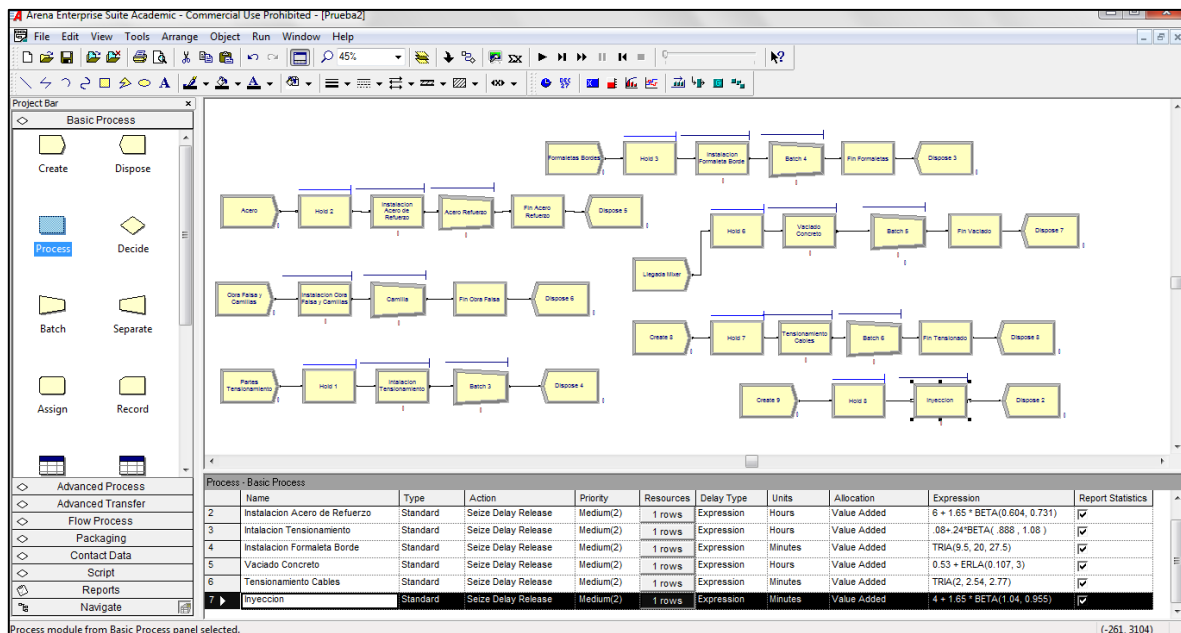 Arena Enterprise Suite Academic - Commercial Use Prohibited - [Prueba2]
File Edit View Tools Arrange Object Run Window Help
45%
Project Bar
Basic Process
Create Dispose
Process Decide
Batch Separate
Assign Record
Advanced Process
Advanced Transfer
Flow Process
Packaging
Contact Data
Script
Reports
Navigate
Formaletas Bordes Hold 3 Instalacion Formaleta Borde Batch 4 Fin Formaletas Dispose 3
Acero Hold 2 Instalacion Acero de Refuerzo Acero Refuerzo Fin Acero Refuerzo Dispose 5
Hold 6 Vaciado Concreto Batch 5 Fin Vaciado Dispose 7
Llegada Mixer
Obra Falsa y Camillas Instalacion Obra Falsa y Camillas Camilla Fin Obra Falsa Dispose 6
Create 8 Hold 7 Tensionamiento Cables Batch 6 Fin Tensionado Dispose 8
Partes Tensionamiento Hold 1 Intalacion Tensionamiento Batch 3 Dispose 4
Create 9 Hold 8 Inyeccion Dispose 2
Process - Basic Process
Name Type Action Priority Resources Delay Type Units Allocation Expression Report Statistics
2 Instalacion Acero de Refuerzo Standard Seize Delay Release Medium(2) 1 rows Expression Hours Value Added 6 + 1.65 * BETA(0.604, 0.731)
3 Intalacion Tensionamiento Standard Seize Delay Release Medium(2) 1 rows Expression Hours Value Added .08+.24*BETA( .888 , 1.08 )
4 Instalacion Formaleta Borde Standard Seize Delay Release Medium(2) 1 rows Expression Minutes Value Added TRIA(9.5, 20, 27.5)
5 Vaciado Concreto Standard Seize Delay Release Medium(2) 1 rows Expression Hours Value Added 0.53 + ERLA(0.107, 3)
6 Tensionamiento Cables Standard Seize Delay Release Medium(2) 1 rows Expression Minutes Value Added TRIA(2, 2.54, 2.77)
7 Inyeccion Standard Seize Delay Release Medium(2) 1 rows Expression Minutes Value Added 4 + 1.65 * BETA(1.04, 0.955)
Process module from Basic Process panel selected. (-261, 3104)